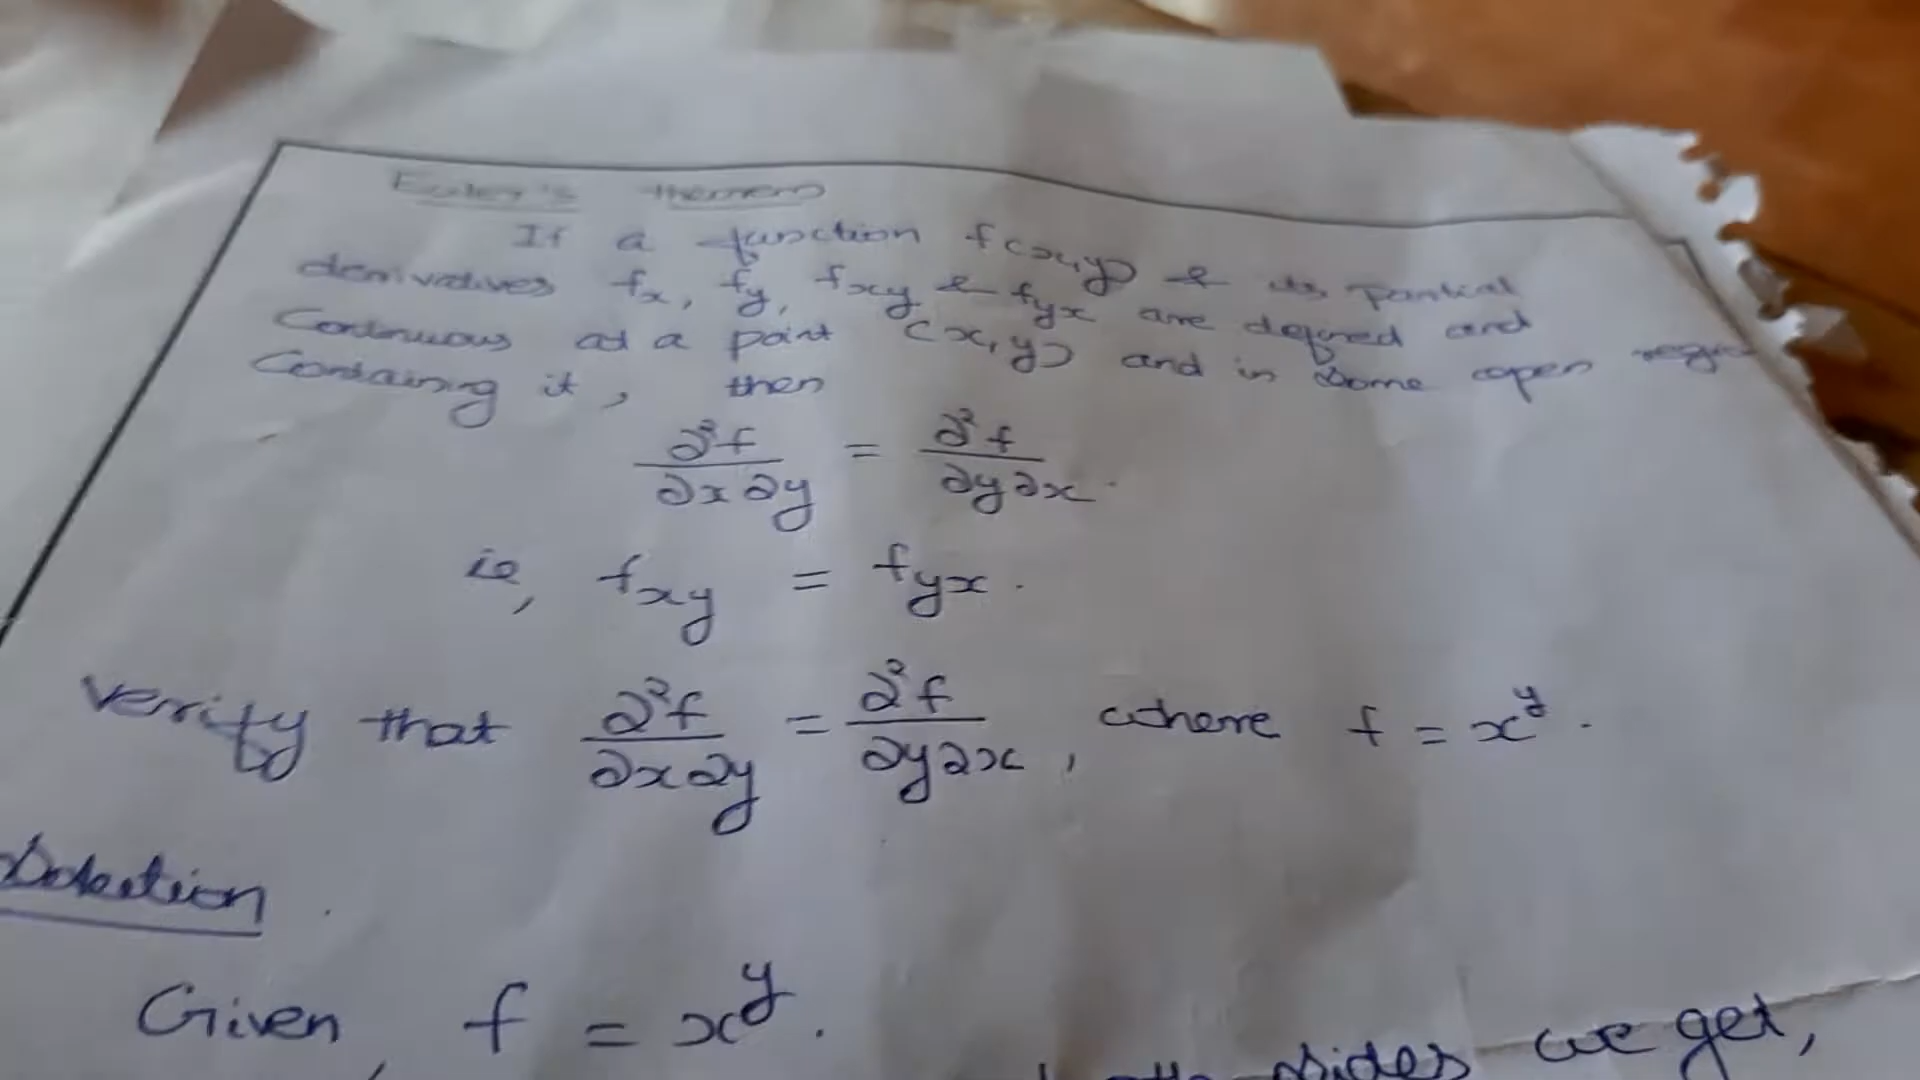 Euler's theorem
If a function f(x,y) & its partial
derivatives fx, fy, fxy & fyx are defined and
Continuous at a point (x,y) and in some open
Containing it, then
∂²f/∂x∂y = ∂²f/∂y∂x.
ie, fxy = fyx.
Verify that ∂²f/∂x∂y = ∂²f/∂y∂x, where f = x^y.
Solution
Given, f = x^y.
sides we get,